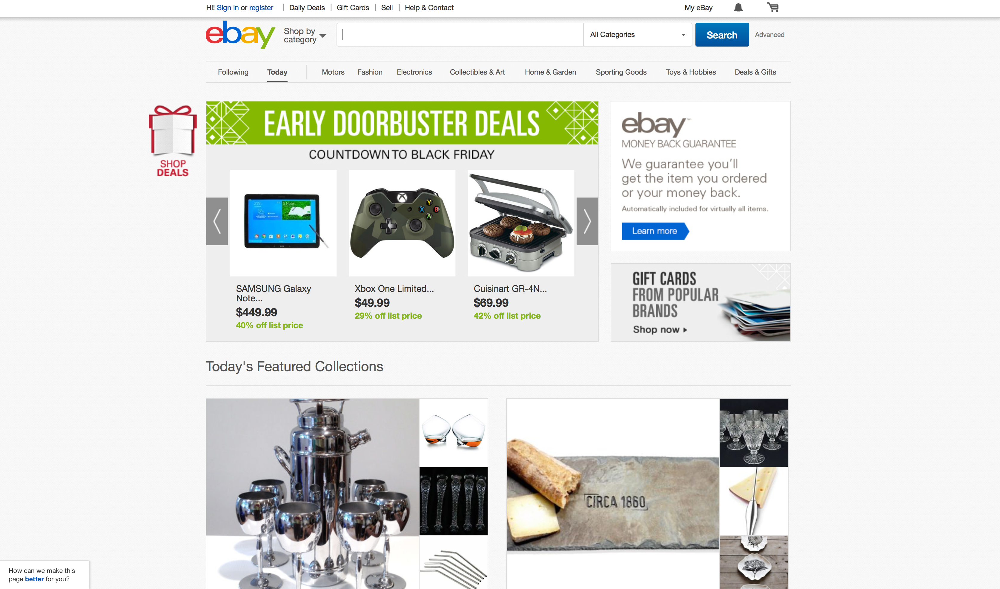 Hi! Sign in or register | Daily Deals | Gift Cards | Sell | Help & Contact
My eBay
ebay
Shop by
category
All Categories
Search
Advanced
Following
Today
Motors
Fashion
Electronics
Collectibles & Art
Home & Garden
Sporting Goods
Toys & Hobbies
Deals & Gifts
SHOP
DEALS
EARLY DOORBUSTER DEALS
COUNTDOWN TO BLACK FRIDAY
2:27
S Note
X
Y
B
A
SAMSUNG Galaxy
Note...
$449.99
40% off list price
Xbox One Limited...
$49.99
29% off list price
Cuisinart GR-4N...
$69.99
42% off list price
ebay™
MONEY BACK GUARANTEE
We guarantee you'll
get the item you ordered
or your money back.
Automatically included for virtually all items.
Learn more
GIFT CARDS
FROM POPULAR
BRANDS
Shop now
Today's Featured Collections
CIRCA 1860
How can we make this
page better for you?